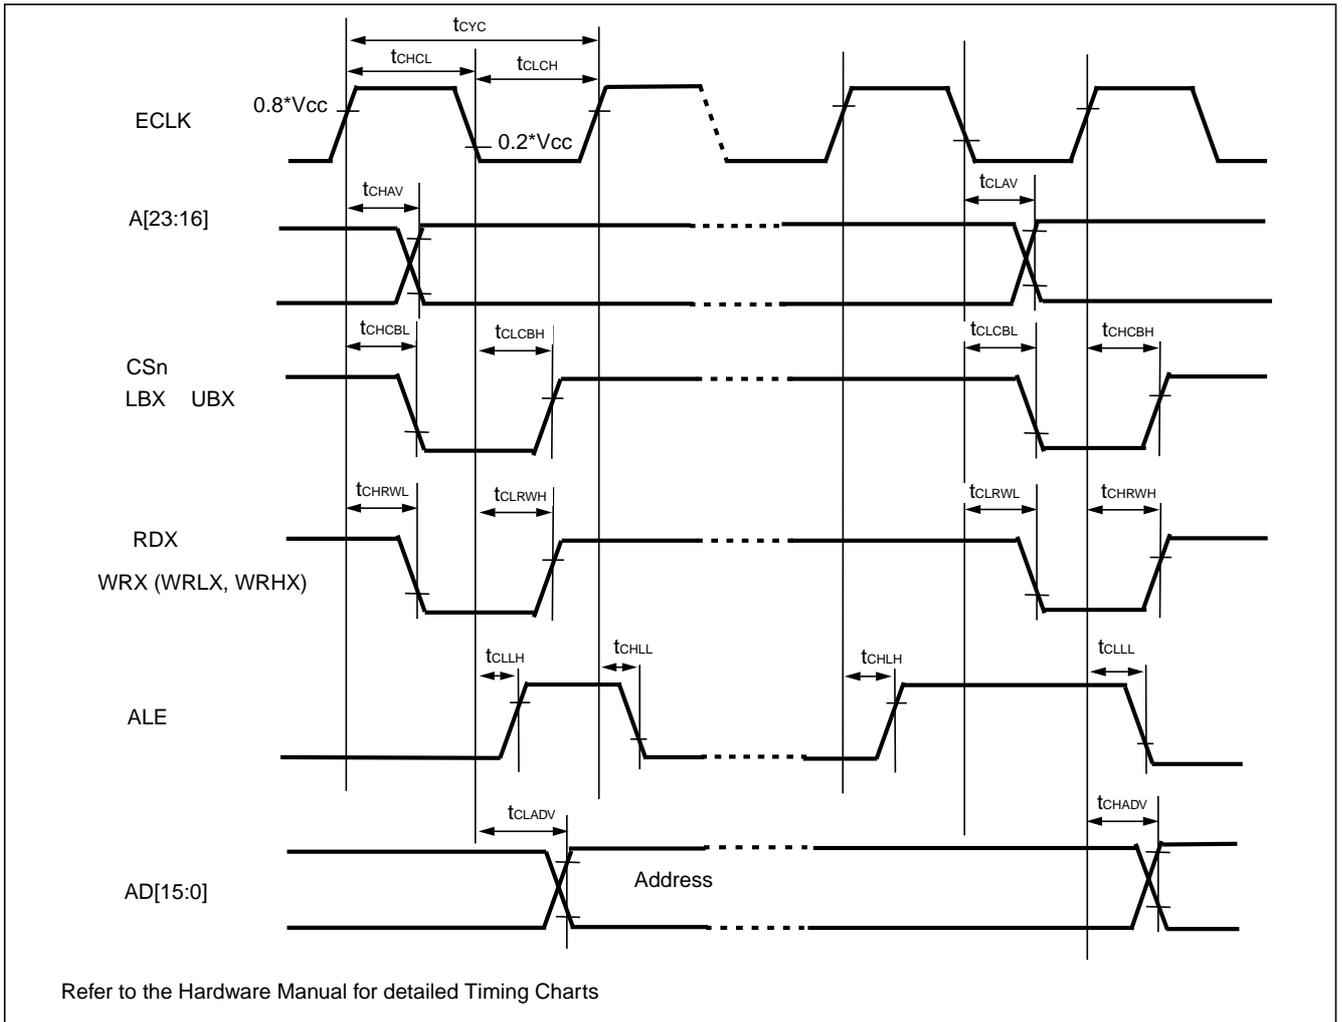 tCYC
tCHCL
tCLCH
0.8*Vcc
ECLK
0.2*Vcc
tCHAV
tCLAV
A[23:16]
tCHCBL
tCLCBH
tCLCBL
tCHCBH
CSn
LBX UBX
tCHRWL
tCLRWH
tCLRWL
tCHRWH
RDX
WRX (WRLX, WRHX)
tCLLH
tCHLL
tCHLH
tCLLL
ALE
tCLADV
tCHADV
Address
AD[15:0]
Refer to the Hardware Manual for detailed Timing Charts